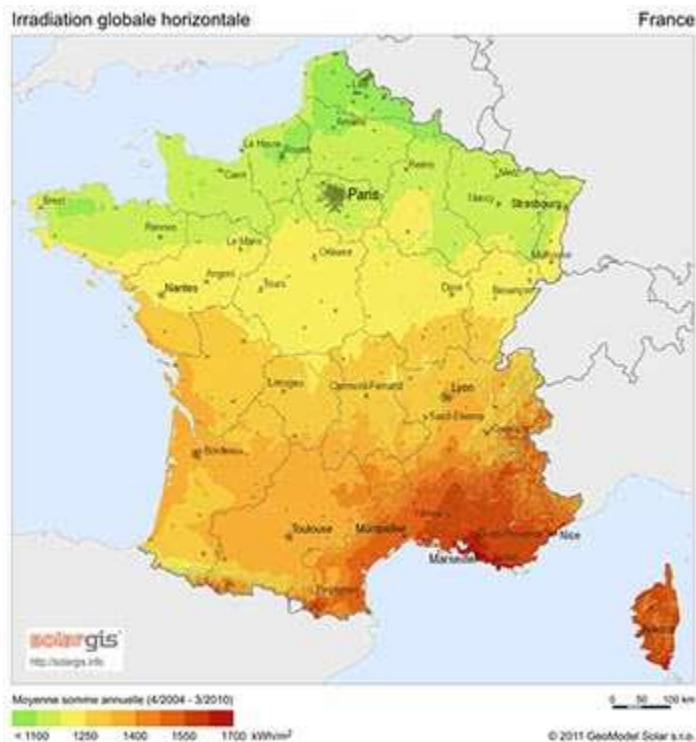 Irradiation globale horizontale France
Lille
Amiens
Le Havre
Rouen
Caen
Reims
Metz
Paris
Nancy
Strasbourg
Brest
Rennes
Le Mans
Orléans
Mulhouse
Angers
Tours
Dijon
Besançon
Nantes
Limoges
Clermont-Ferrand
Lyon
Saint-Etienne
Grenoble
Bordeaux
Toulouse
Montpellier
Nice
Marseille
Toulon
Perpignan
solargis
http://solargis.info
Moyenne somme annuelle (4/2004 - 3/2010)
0 50 100 km
< 1100 1250 1400 1550 1700 kWh/m²
© 2011 GeoModel Solar s.r.o.